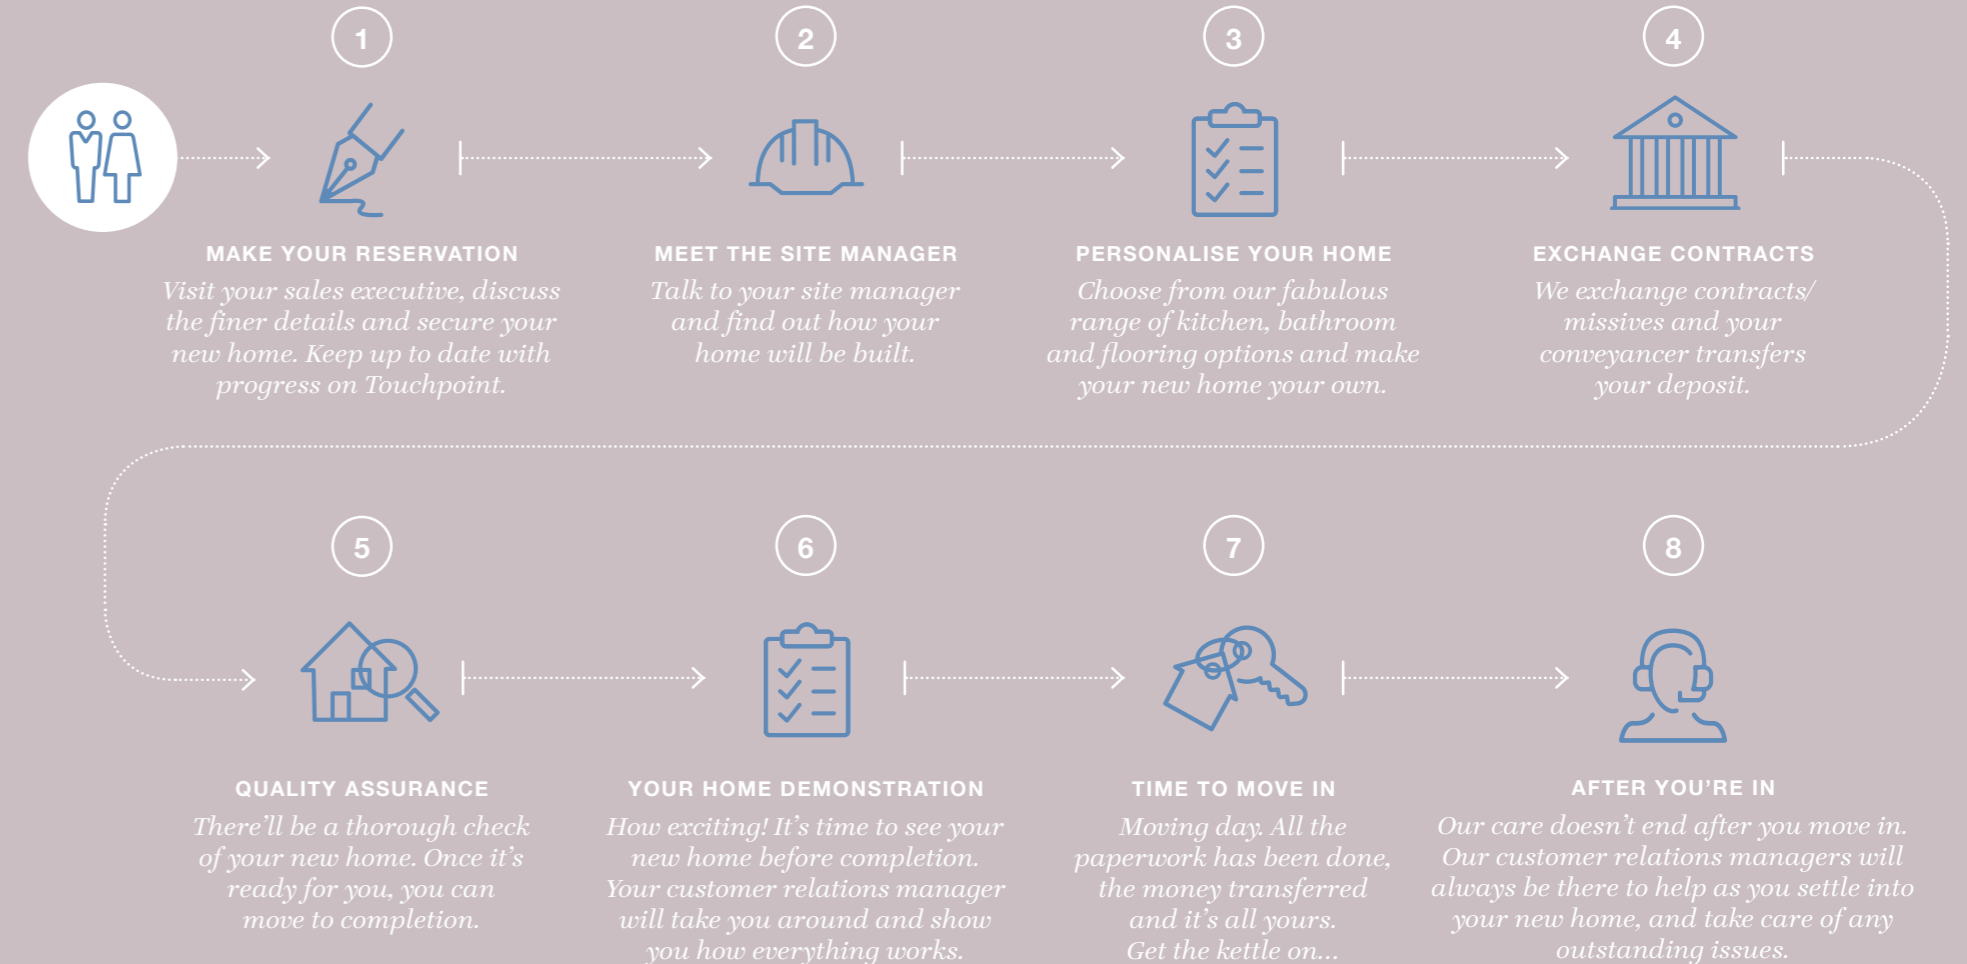 1
MAKE YOUR RESERVATION
Visit your sales executive, discuss
the finer details and secure your
new home. Keep up to date with
progress on Touchpoint.
2
MEET THE SITE MANAGER
Talk to your site manager
and find out how your
home will be built.
3
PERSONALISE YOUR HOME
Choose from our fabulous
range of kitchen, bathroom
and flooring options and make
your new home your own.
4
EXCHANGE CONTRACTS
We exchange contracts/
missives and your
conveyancer transfers
your deposit.
5
QUALITY ASSURANCE
There’ll be a thorough check
of your new home. Once it’s
ready for you, you can
move to completion.
6
YOUR HOME DEMONSTRATION
How exciting! It’s time to see your
new home before completion.
Your customer relations manager
will take you around and show
you how everything works.
7
TIME TO MOVE IN
Moving day. All the
paperwork has been done,
the money transferred
and it’s all yours.
Get the kettle on...
8
AFTER YOU’RE IN
Our care doesn’t end after you move in.
Our customer relations managers will
always be there to help as you settle into
your new home, and take care of any
outstanding issues.